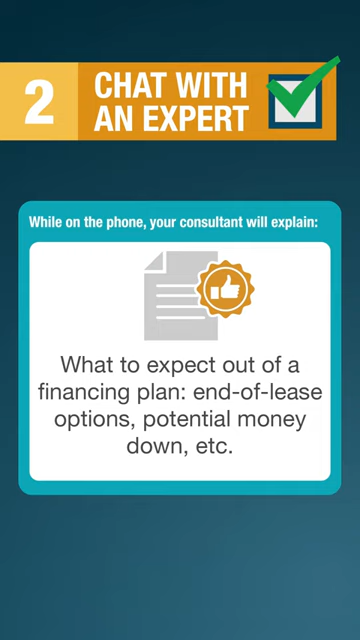 2
CHAT WITH
AN EXPERT
While on the phone, your consultant will explain:
What to expect out of a
financing plan: end-of-lease
options, potential money
down, etc.